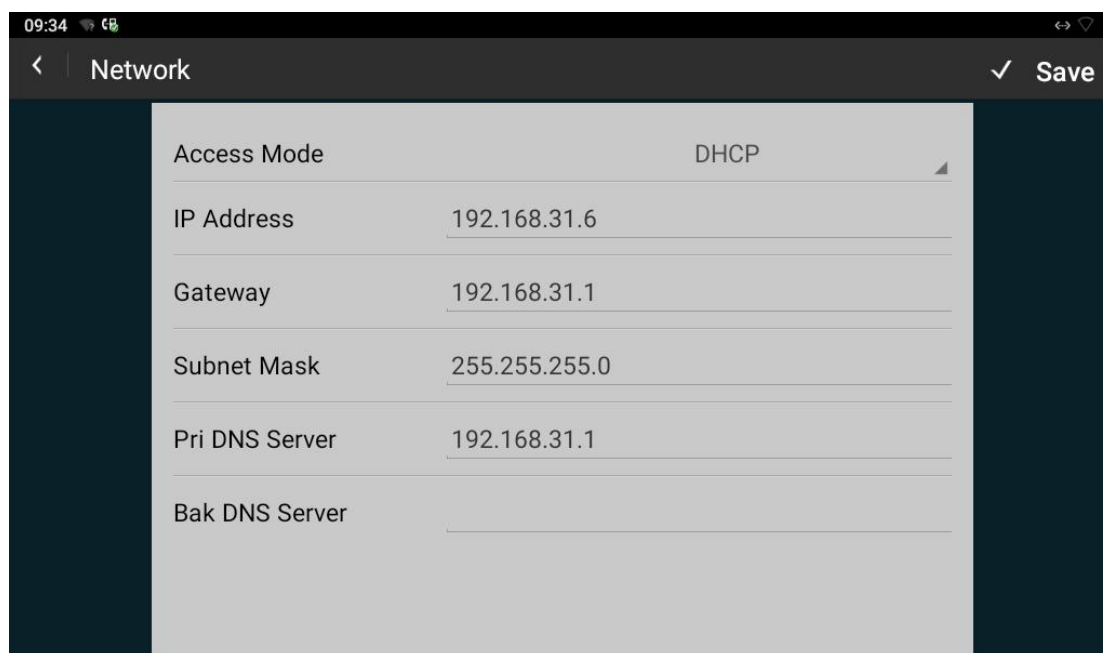 09:34
Network
Save
Access Mode DHCP
IP Address 192.168.31.6
Gateway 192.168.31.1
Subnet Mask 255.255.255.0
Pri DNS Server 192.168.31.1
Bak DNS Server